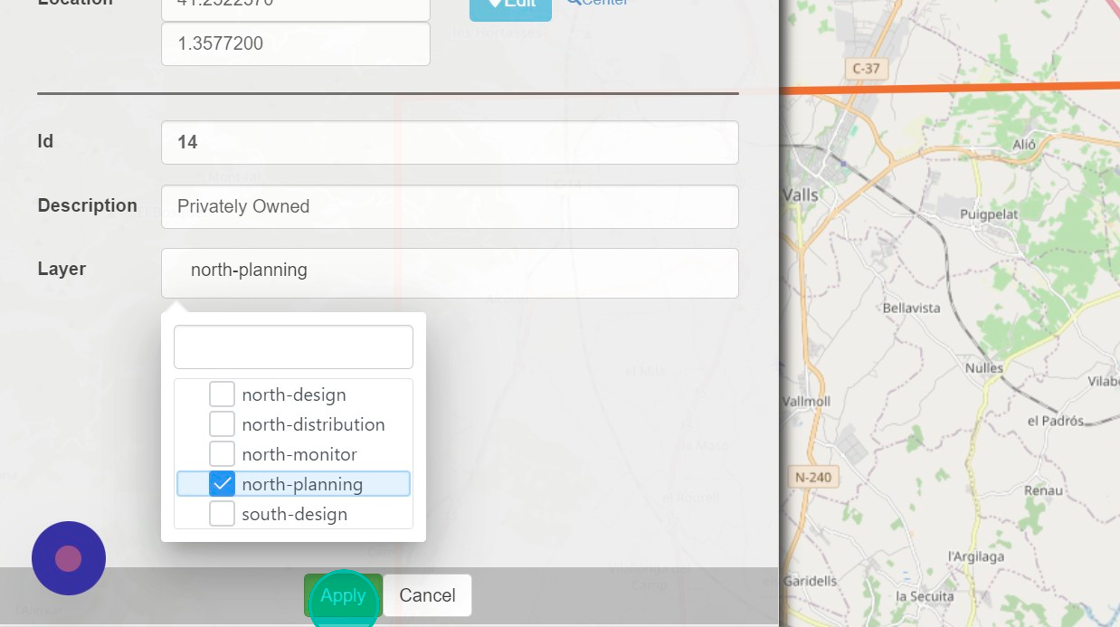 Location
41.2522570
Edit
Center
1.3577200
C-37
Id
14
Alió
Valls
Description
Privately Owned
Puigpelat
Layer
north-planning
Bellavista
Nulles
Vilabe
north-design
Vallmoll
el Padrós
north-distribution
north-monitor
north-planning
N-240
Renau
south-design
l'Argilaga
Garidells
Apply
Cancel
la Secuita